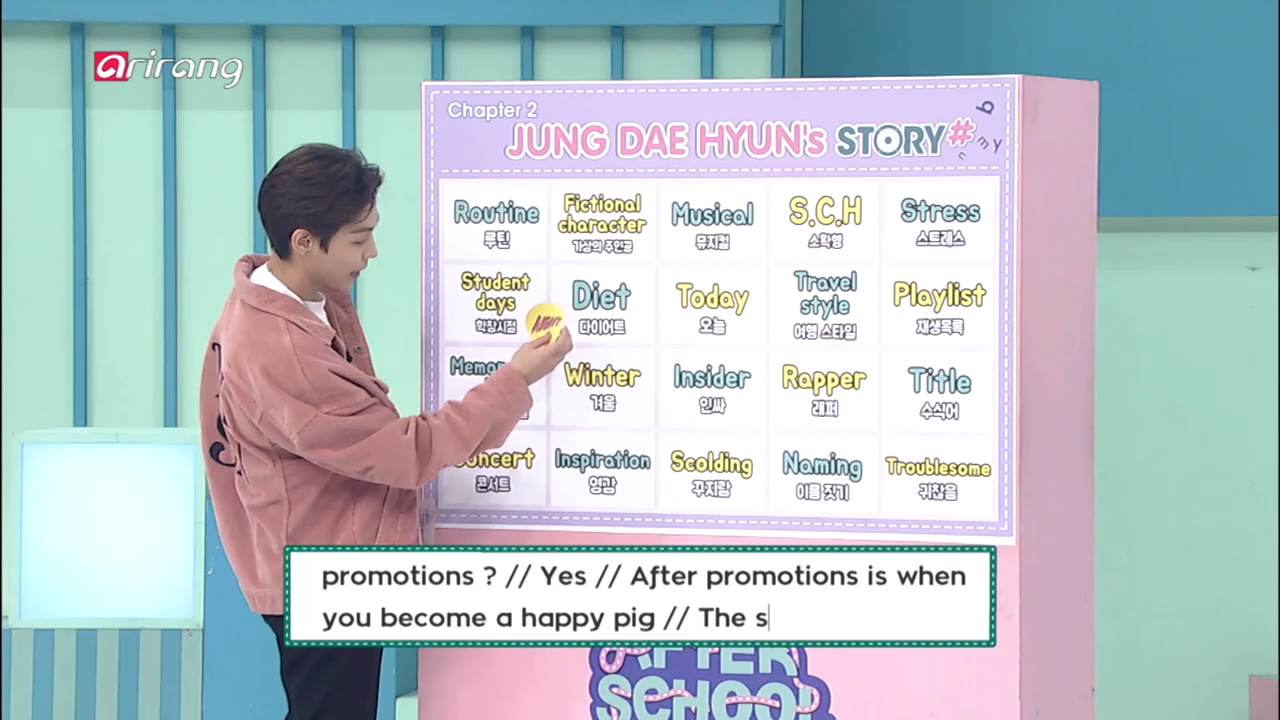 arirang
Chapter 2
JUNG DAE HYUN's STORY#
b
my
Routine
루틴
Fictional
character
가상의 주인공
Musical
뮤지컬
S.C.H
소확행
Stress
스트레스
Student
days
학창시절
Diet
다이어트
Today
오늘
Travel
style
여행 스타일
Playlist
재생목록
Winter
겨울
Insider
인싸
Rapper
래퍼
Title
수식어
Concert
콘서트
Inspiration
영감
Scolding
꾸지람
Naming
이름 짓기
Troublesome
귀찮음
promotions ? // Yes // After promotions is when
you become a happy pig // The s
AFTER
SCHOOL